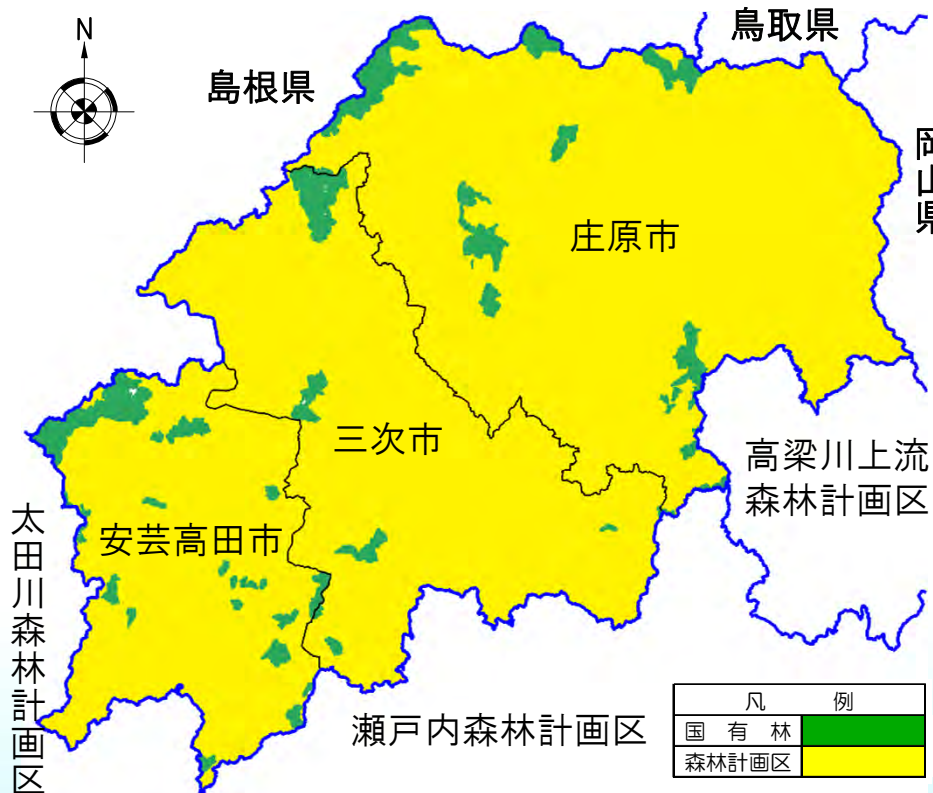 N
鳥取県
島根県
岡山県
庄原市
三次市
高梁川上流
森林計画区
安芸高田市
太田川森林計画区
瀬戸内森林計画区
凡 例
国 有 林
森林計画区